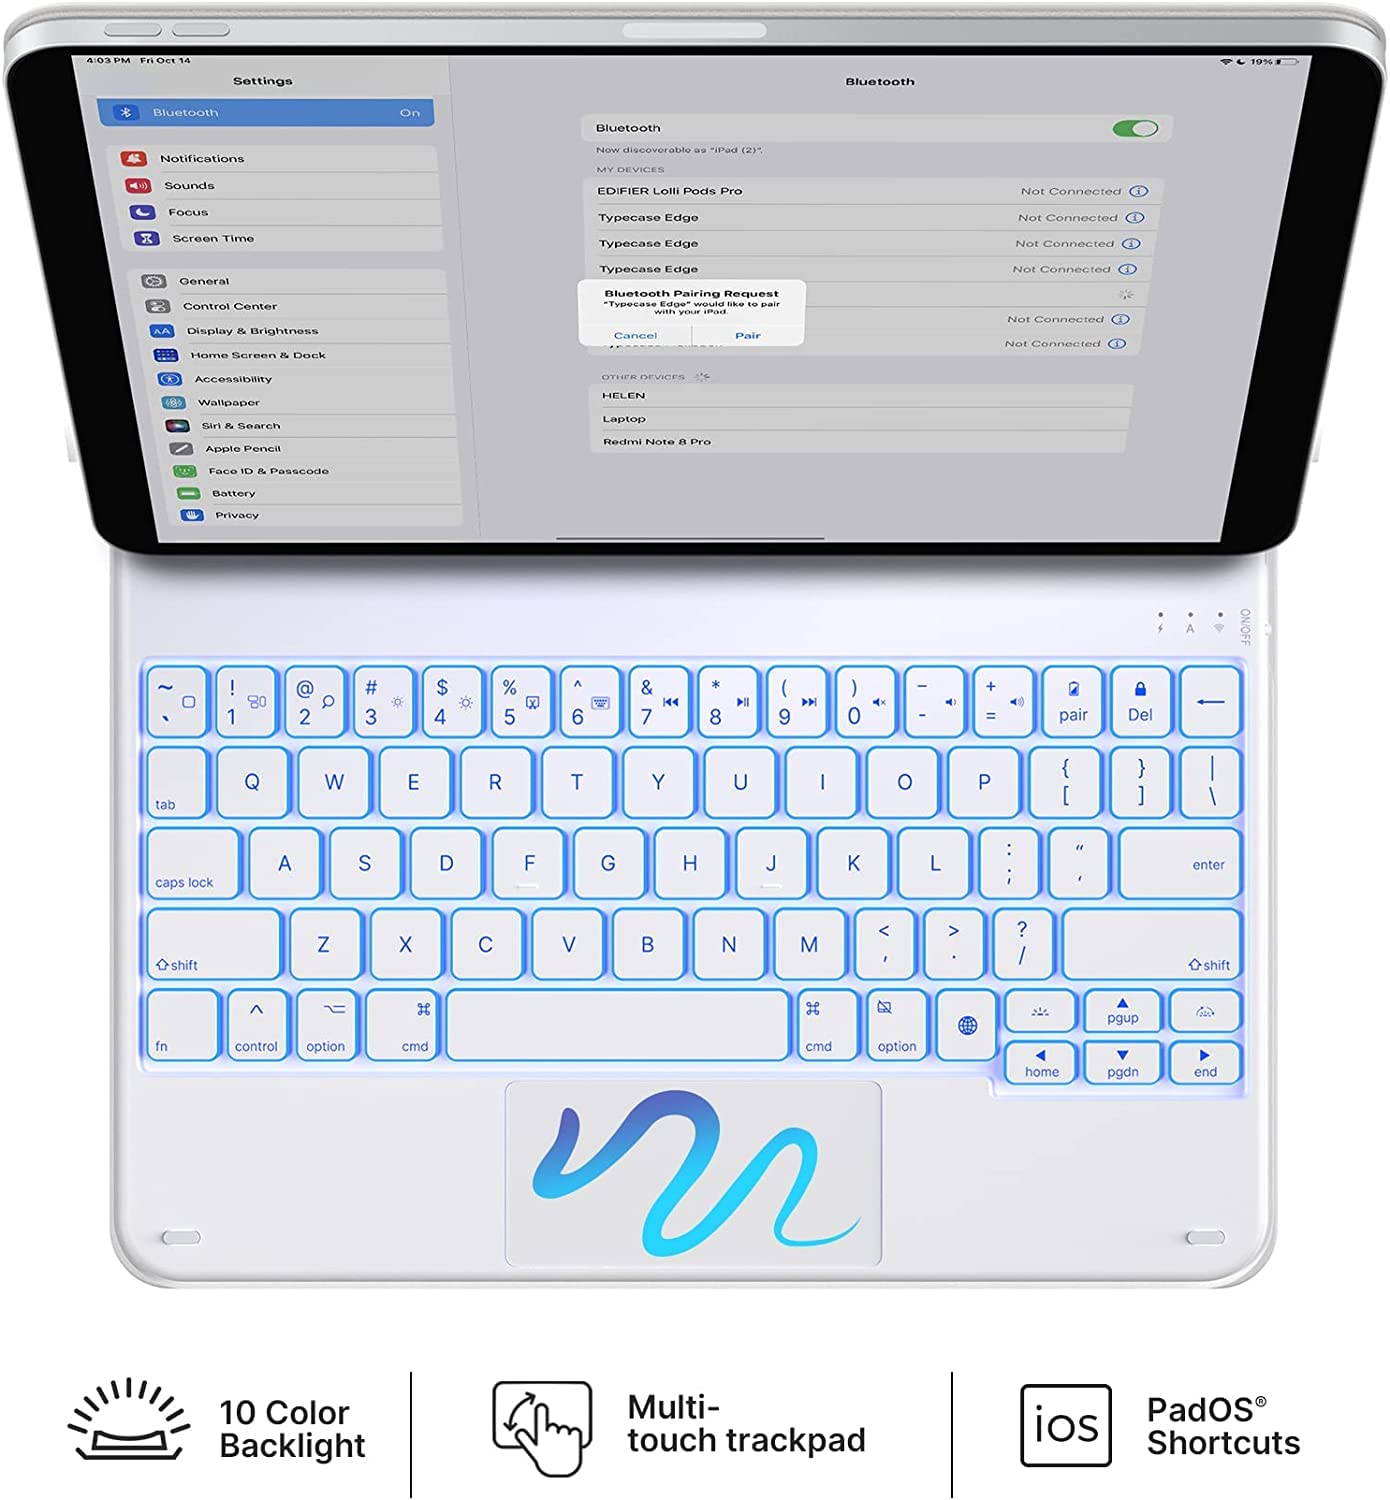 4:03 PM Fri Oct 14
19%
Settings
Bluetooth
Bluetooth On
Notifications
Sounds
Focus
Screen Time
General
Control Center
AA Display & Brightness
Home Screen & Dock
Accessibility
Wallpaper
Siri & Search
Apple Pencil
Face ID & Passcode
Battery
Privacy
Bluetooth
Now discoverable as "iPad (2)".
MY DEVICES
EDIFIER Lolli Pods Pro Not Connected
Typecase Edge Not Connected
Typecase Edge Not Connected
Typecase Edge Not Connected
Bluetooth Pairing Request
"Typecase Edge" would like to pair
with your iPad.
Cancel Pair
Not Connected
Not Connected
OTHER DEVICES
HELEN
Laptop
Redmi Note 8 Pro
A
ON/OFF
~ ! @ # $ % ^ & * ( ) – +
` 1 2 3 4 5 6 7 8 9 0 - = pair Del
tab Q W E R T Y U I O P { [ } ] | \
caps lock A S D F G H J K L : ; “ ‘ enter
shift Z X C V B N M < , > . ? / shift
fn control option cmd cmd option pgup
home pgdn end
10 Color
Backlight
Multi-
touch trackpad
ios
PadOS®
Shortcuts